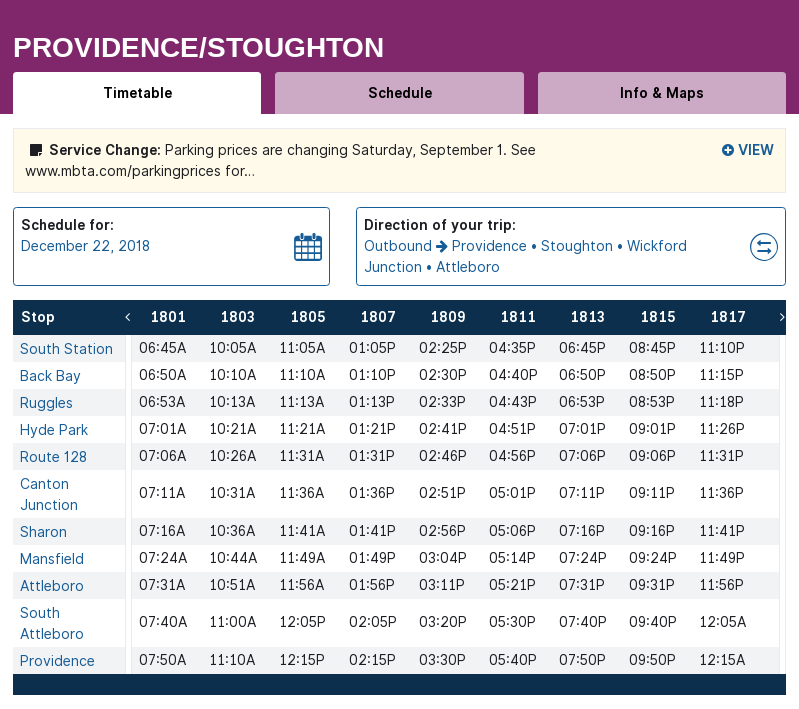 PROVIDENCE/STOUGHTON
Timetable Schedule Info & Maps
Service Change: Parking prices are changing Saturday, September 1. See VIEW
www.mbta.com/parkingprices for...
Schedule for:
December 22, 2018
Direction of your trip:
Outbound → Providence • Stoughton • Wickford
Junction • Attleboro
Stop ‹ 1801 1803 1805 1807 1809 1811 1813 1815 1817 ›
South Station 06:45A 10:05A 11:05A 01:05P 02:25P 04:35P 06:45P 08:45P 11:10P
Back Bay 06:50A 10:10A 11:10A 01:10P 02:30P 04:40P 06:50P 08:50P 11:15P
Ruggles 06:53A 10:13A 11:13A 01:13P 02:33P 04:43P 06:53P 08:53P 11:18P
Hyde Park 07:01A 10:21A 11:21A 01:21P 02:41P 04:51P 07:01P 09:01P 11:26P
Route 128 07:06A 10:26A 11:31A 01:31P 02:46P 04:56P 07:06P 09:06P 11:31P
Canton
Junction 07:11A 10:31A 11:36A 01:36P 02:51P 05:01P 07:11P 09:11P 11:36P
Sharon 07:16A 10:36A 11:41A 01:41P 02:56P 05:06P 07:16P 09:16P 11:41P
Mansfield 07:24A 10:44A 11:49A 01:49P 03:04P 05:14P 07:24P 09:24P 11:49P
Attleboro 07:31A 10:51A 11:56A 01:56P 03:11P 05:21P 07:31P 09:31P 11:56P
South
Attleboro 07:40A 11:00A 12:05P 02:05P 03:20P 05:30P 07:40P 09:40P 12:05A
Providence 07:50A 11:10A 12:15P 02:15P 03:30P 05:40P 07:50P 09:50P 12:15A